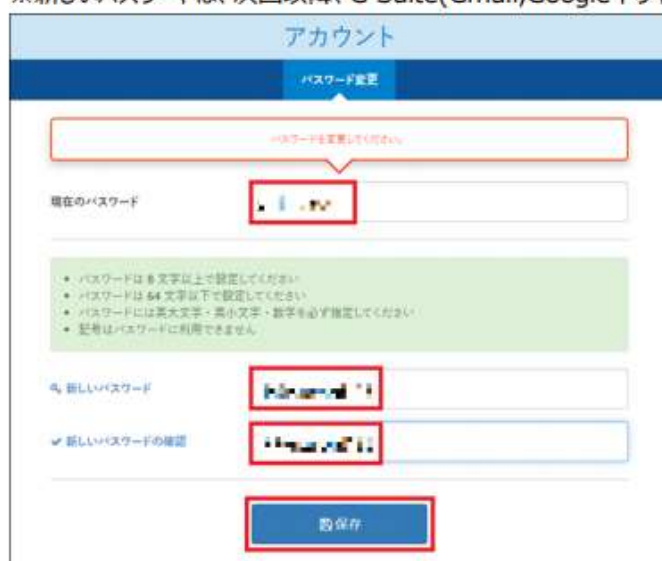 アカウント
パスワード変更
パスワードを変更してください。
現在のパスワード
• パスワードは 8 文字以上で設定してください
• パスワードは 64 文字以下で設定してください
• パスワードには英大文字・英小文字・数字を必ず指定してください
• 記号はパスワードに利用できません
新しいパスワード
新しいパスワードの確認
保存